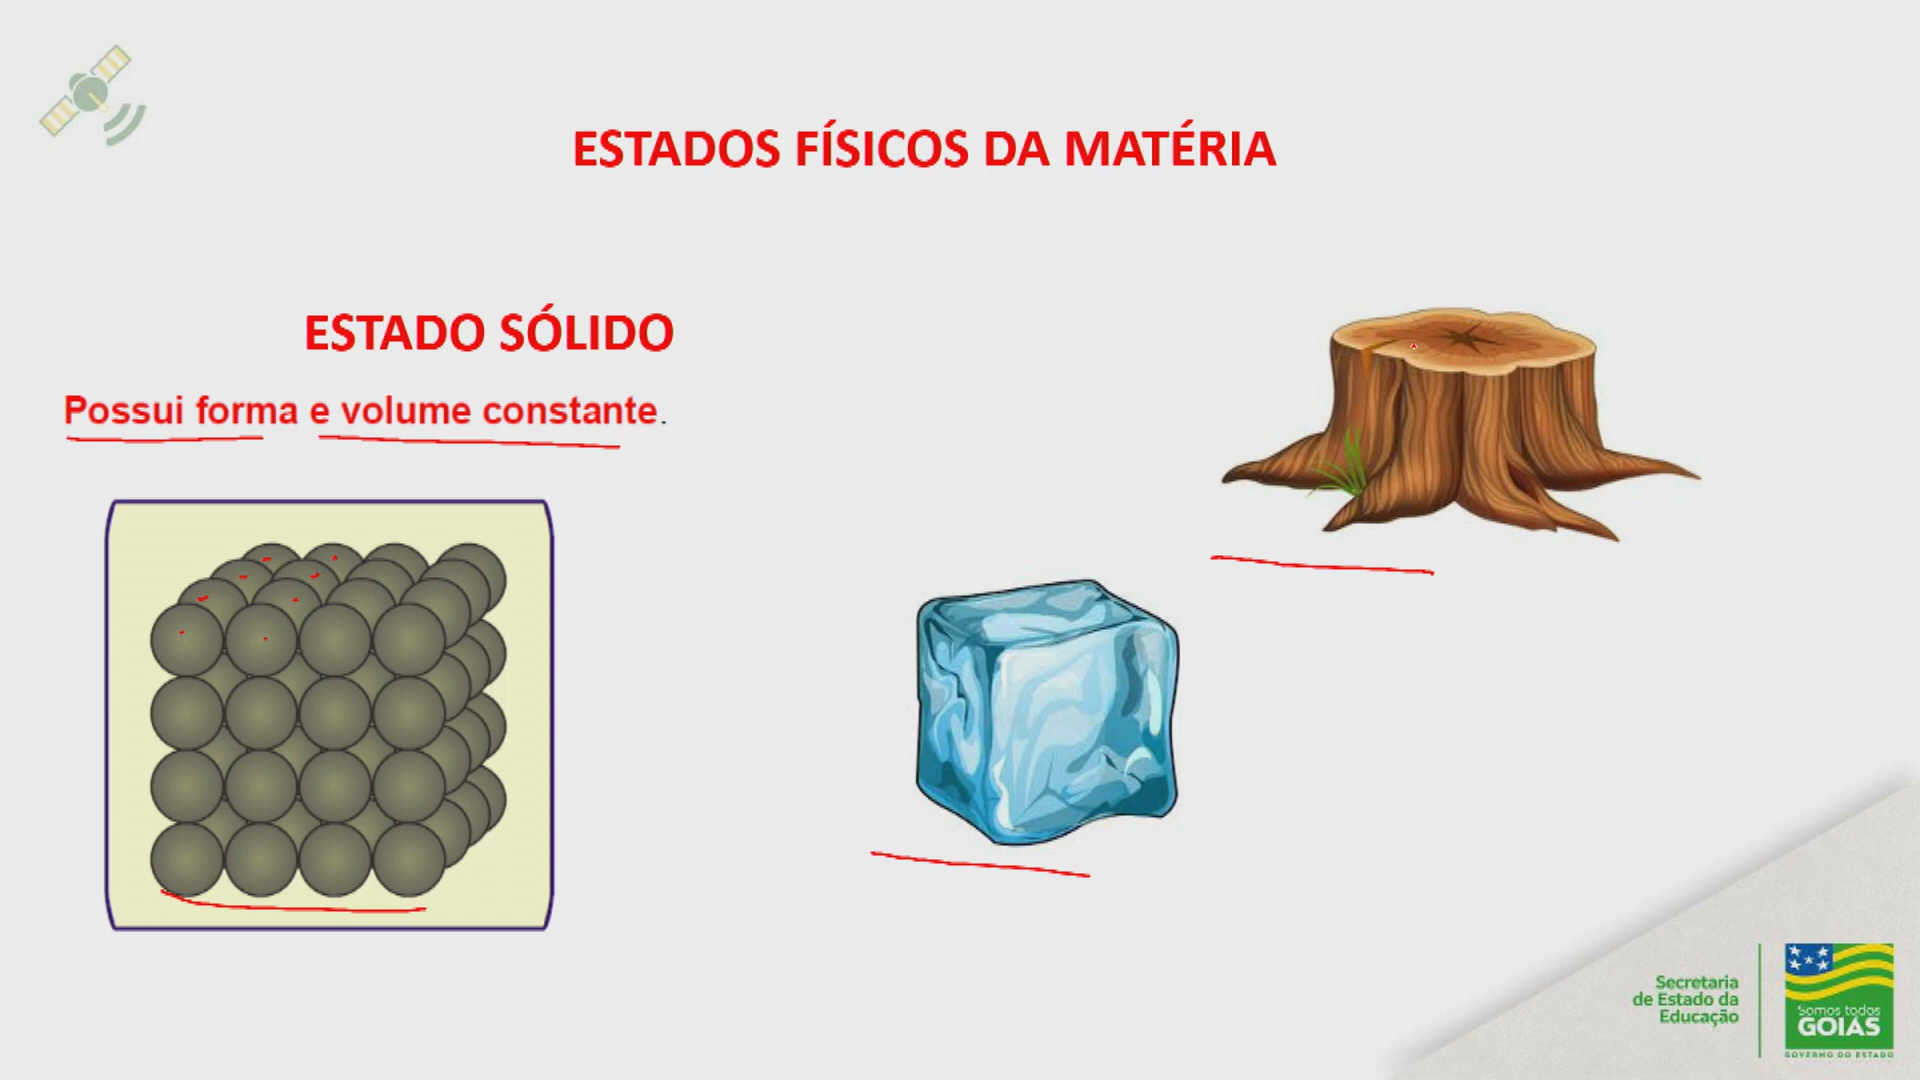 ESTADOS FÍSICOS DA MATÉRIA
ESTADO SÓLIDO
Possui forma e volume constante.
Secretaria
de Estado da
Educação
Somos todos
GOIÁS
GOVERNO DO ESTADO